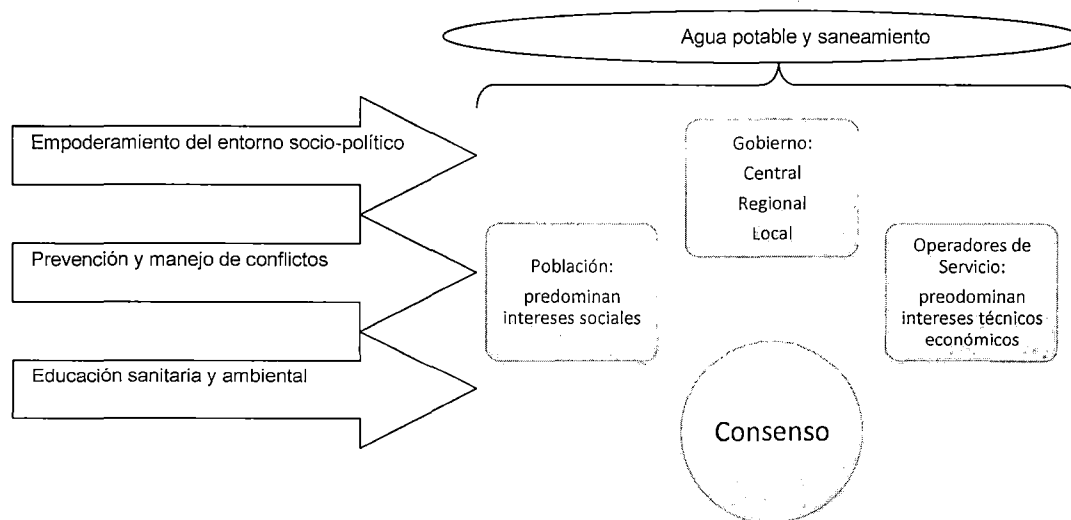 Agua potable y saneamiento
Empoderamiento del entorno socio-político
Prevención y manejo de conflictos
Educación sanitaria y ambiental
Gobierno:
Central
Regional
Local
Población:
predominan
intereses sociales
Operadores de
Servicio:
preodominan
intereses técnicos
económicos
Consenso